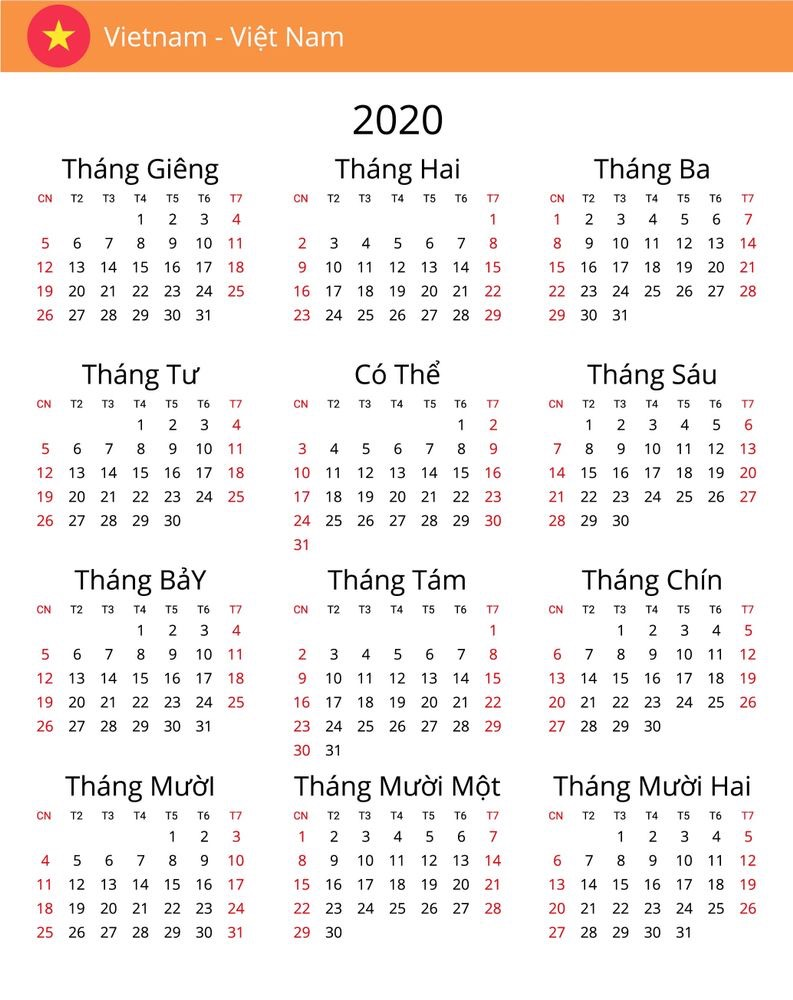 Vietnam - Việt Nam
2020
Tháng Giêng
CN T2 T3 T4 T5 T6 T7
1 2 3 4
5 6 7 8 9 10 11
12 13 14 15 16 17 18
19 20 21 22 23 24 25
26 27 28 29 30 31
Tháng Hai
CN T2 T3 T4 T5 T6 T7
1
2 3 4 5 6 7 8
9 10 11 12 13 14 15
16 17 18 19 20 21 22
23 24 25 26 27 28 29
Tháng Ba
CN T2 T3 T4 T5 T6 T7
1 2 3 4 5 6 7
8 9 10 11 12 13 14
15 16 17 18 19 20 21
22 23 24 25 26 27 28
29 30 31
Tháng Tư
CN T2 T3 T4 T5 T6 T7
1 2 3 4
5 6 7 8 9 10 11
12 13 14 15 16 17 18
19 20 21 22 23 24 25
26 27 28 29 30
Có Thể
CN T2 T3 T4 T5 T6 T7
1 2
3 4 5 6 7 8 9
10 11 12 13 14 15 16
17 18 19 20 21 22 23
24 25 26 27 28 29 30
31
Tháng Sáu
CN T2 T3 T4 T5 T6 T7
1 2 3 4 5 6
7 8 9 10 11 12 13
14 15 16 17 18 19 20
21 22 23 24 25 26 27
28 29 30
Tháng BảY
CN T2 T3 T4 T5 T6 T7
1 2 3 4
5 6 7 8 9 10 11
12 13 14 15 16 17 18
19 20 21 22 23 24 25
26 27 28 29 30 31
Tháng Tám
CN T2 T3 T4 T5 T6 T7
1
2 3 4 5 6 7 8
9 10 11 12 13 14 15
16 17 18 19 20 21 22
23 24 25 26 27 28 29
30 31
Tháng Chín
CN T2 T3 T4 T5 T6 T7
1 2 3 4 5
6 7 8 9 10 11 12
13 14 15 16 17 18 19
20 21 22 23 24 25 26
27 28 29 30
Tháng MườI
CN T2 T3 T4 T5 T6 T7
1 2 3
4 5 6 7 8 9 10
11 12 13 14 15 16 17
18 19 20 21 22 23 24
25 26 27 28 29 30 31
Tháng Mười Một
CN T2 T3 T4 T5 T6 T7
1 2 3 4 5 6 7
8 9 10 11 12 13 14
15 16 17 18 19 20 21
22 23 24 25 26 27 28
29 30
Tháng Mười Hai
CN T2 T3 T4 T5 T6 T7
1 2 3 4 5
6 7 8 9 10 11 12
13 14 15 16 17 18 19
20 21 22 23 24 25 26
27 28 29 30 31